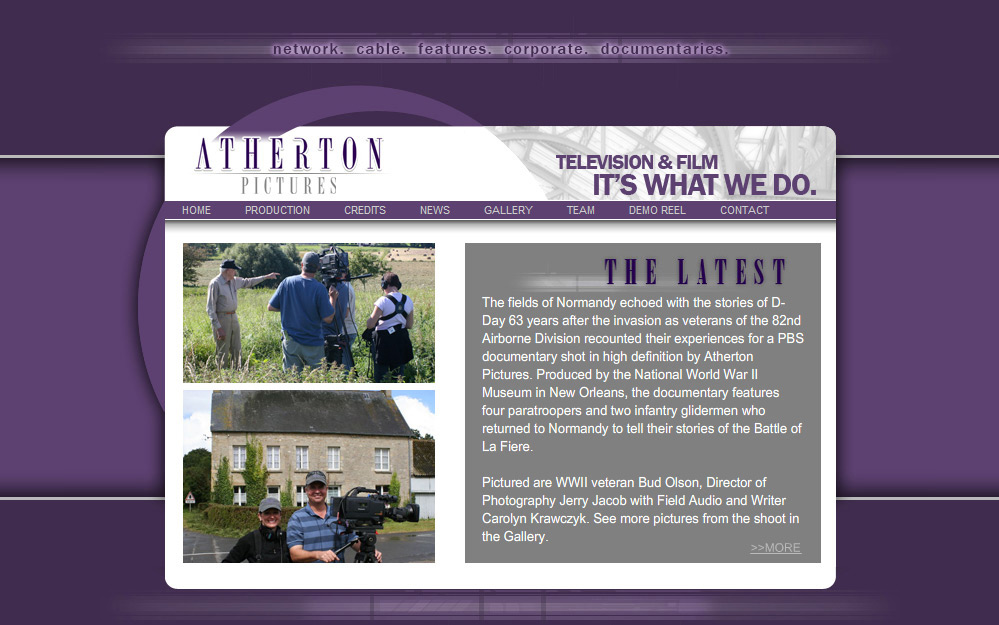 network. cable. features. corporate. documentaries.
ATHERTON
PICTURES
TELEVISION & FILM
IT'S WHAT WE DO.
HOME PRODUCTION CREDITS NEWS GALLERY TEAM DEMO REEL CONTACT
THE LATEST
The fields of Normandy echoed with the stories of D-
Day 63 years after the invasion as veterans of the 82nd
Airborne Division recounted their experiences for a PBS
documentary shot in high definition by Atherton
Pictures. Produced by the National World War II
Museum in New Orleans, the documentary features
four paratroopers and two infantry glidermen who
returned to Normandy to tell their stories of the Battle of
La Fiere.
Pictured are WWII veteran Bud Olson, Director of
Photography Jerry Jacob with Field Audio and Writer
Carolyn Krawczyk. See more pictures from the shoot in
the Gallery.
>>MORE